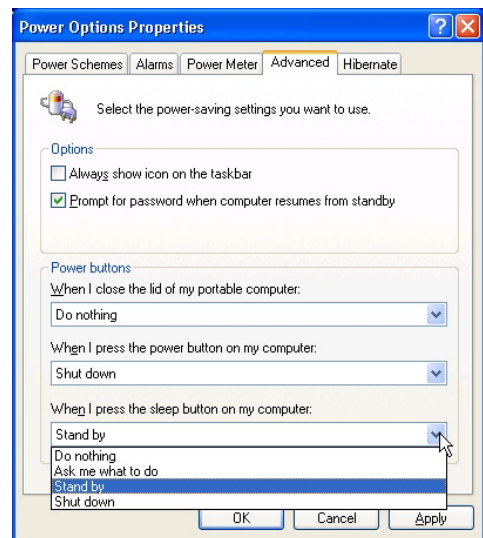 Power Options Properties
Power Schemes Alarms Power Meter Advanced Hibernate
Select the power-saving settings you want to use.
Options
Always show icon on the taskbar
Prompt for password when computer resumes from standby
Power buttons
When I close the lid of my portable computer:
Do nothing
When I press the power button on my computer:
Shut down
When I press the sleep button on my computer:
Stand by
Do nothing
Ask me what to do
Stand by
Shut down
OK Cancel Apply